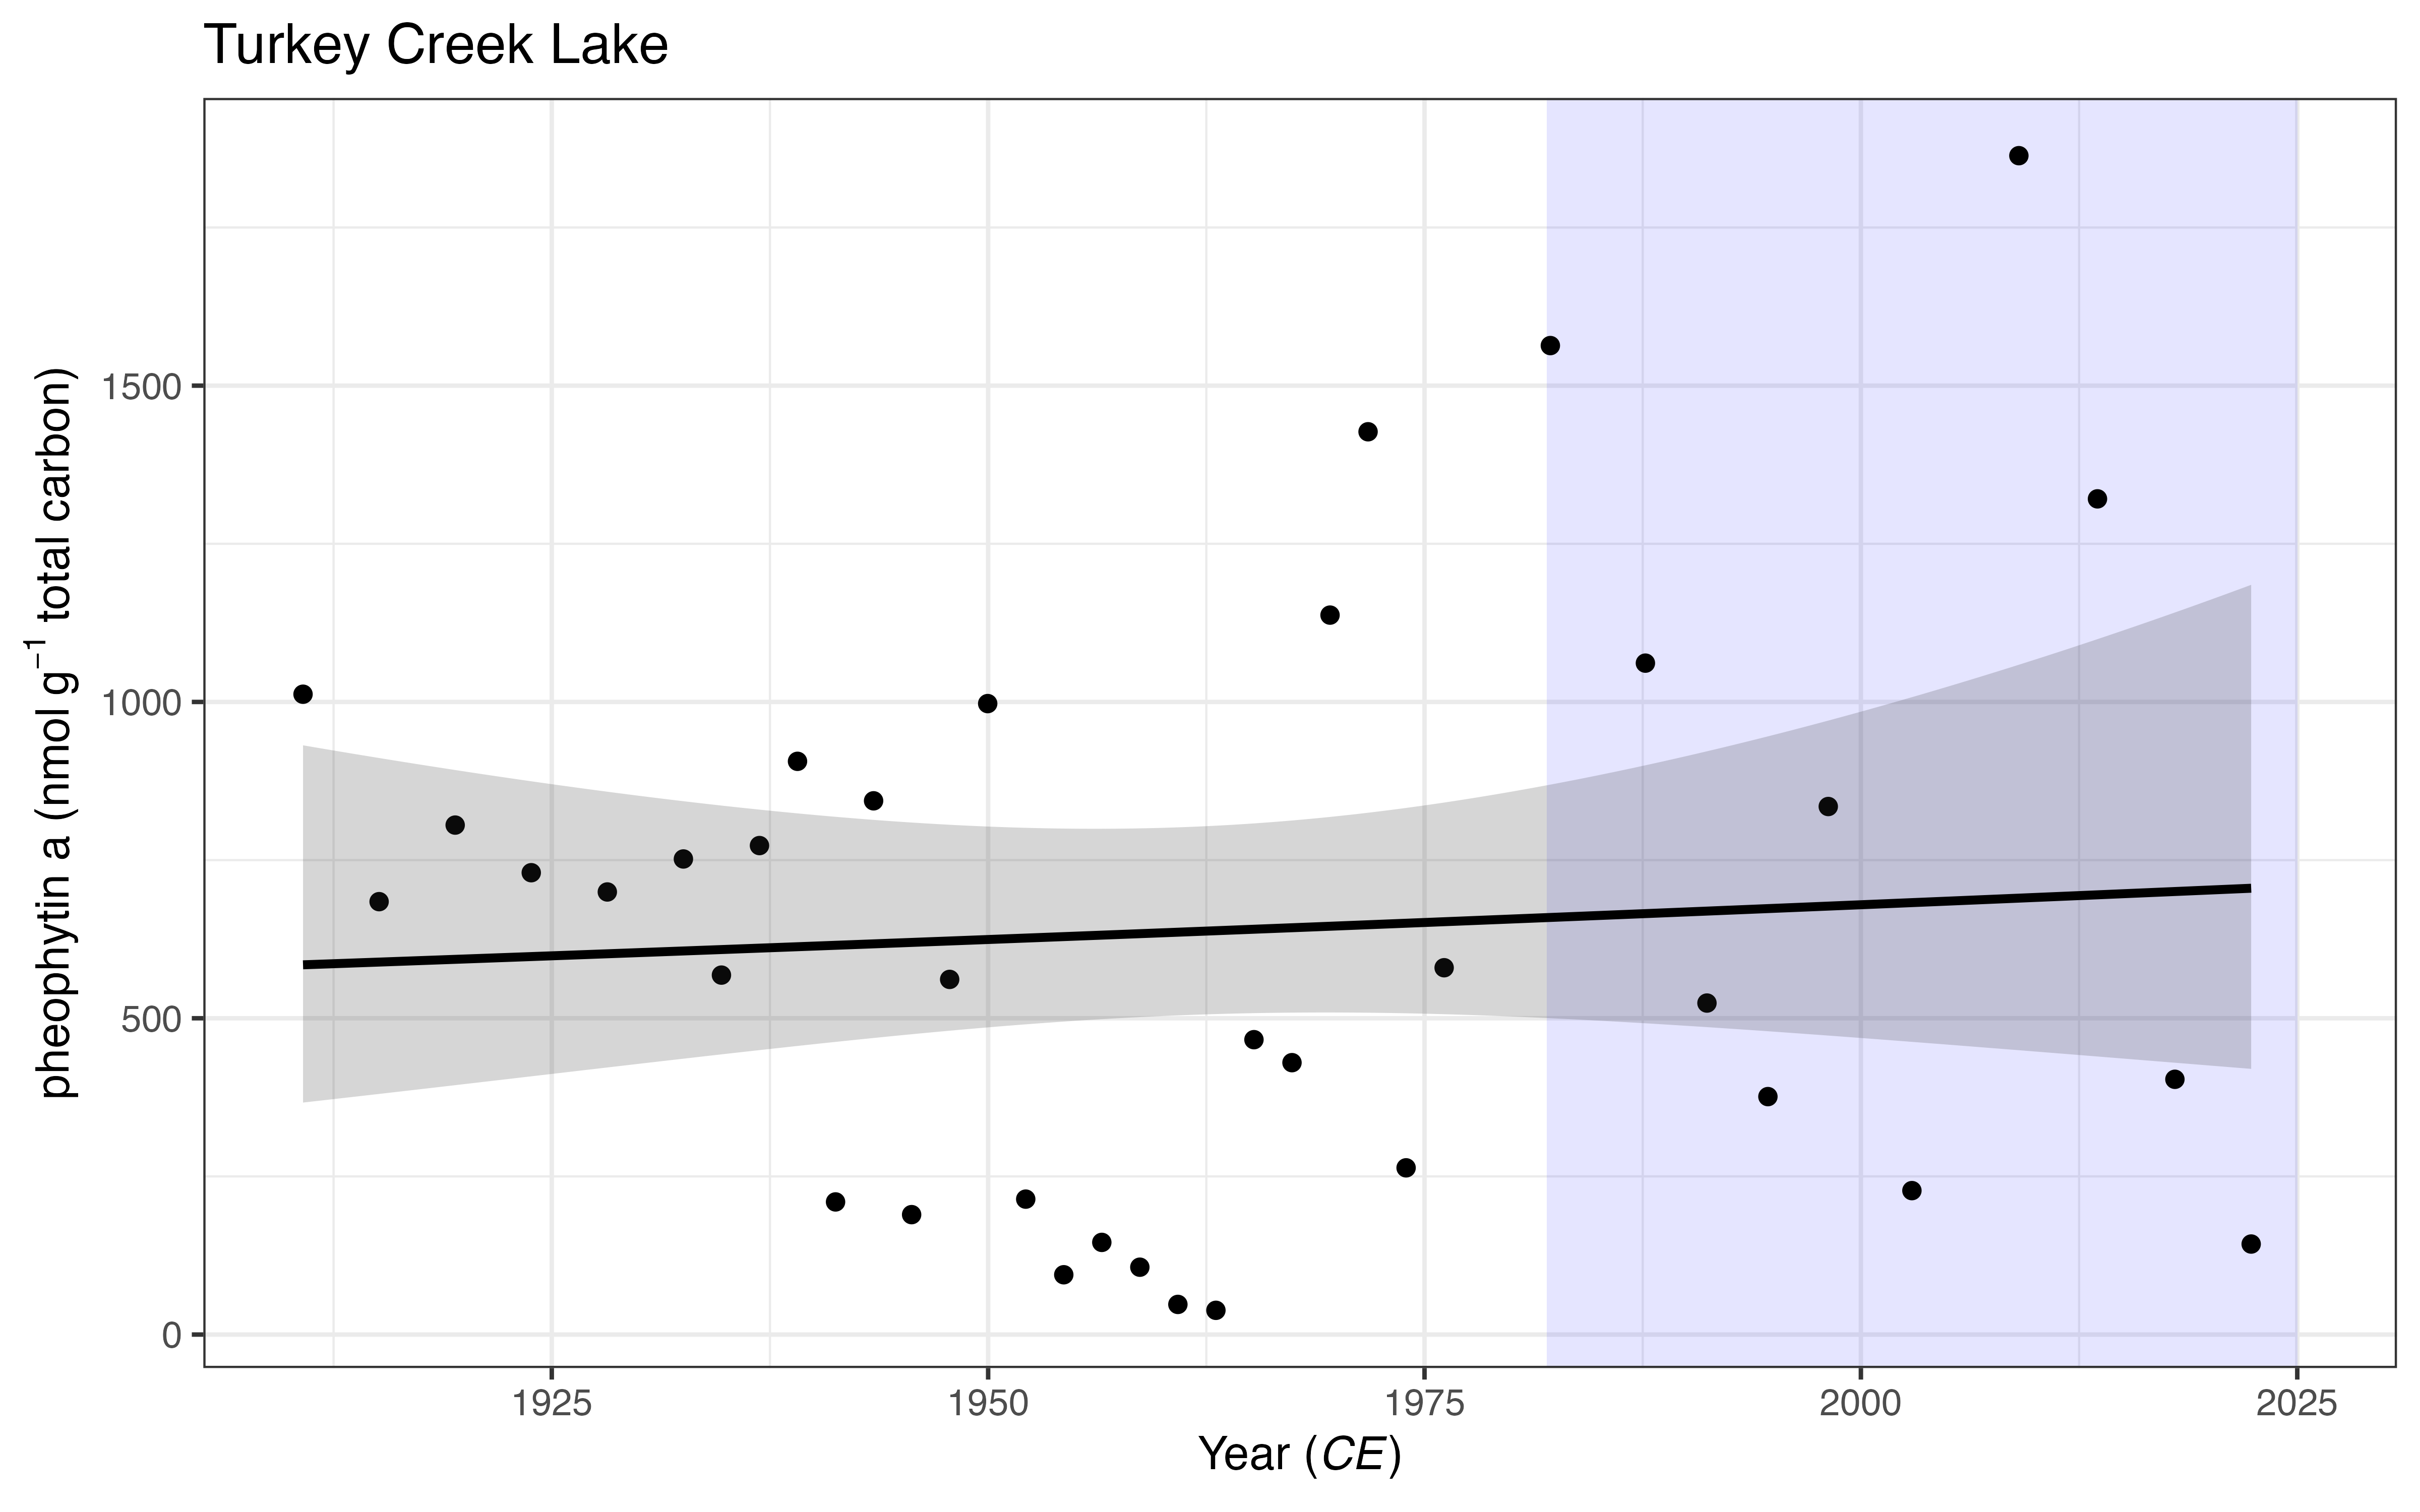 Turkey Creek Lake
pheophytin a (nmol g⁻¹ total carbon)
1500
1000
500
0
1925 1950 1975 2000 2025
Year (CE)